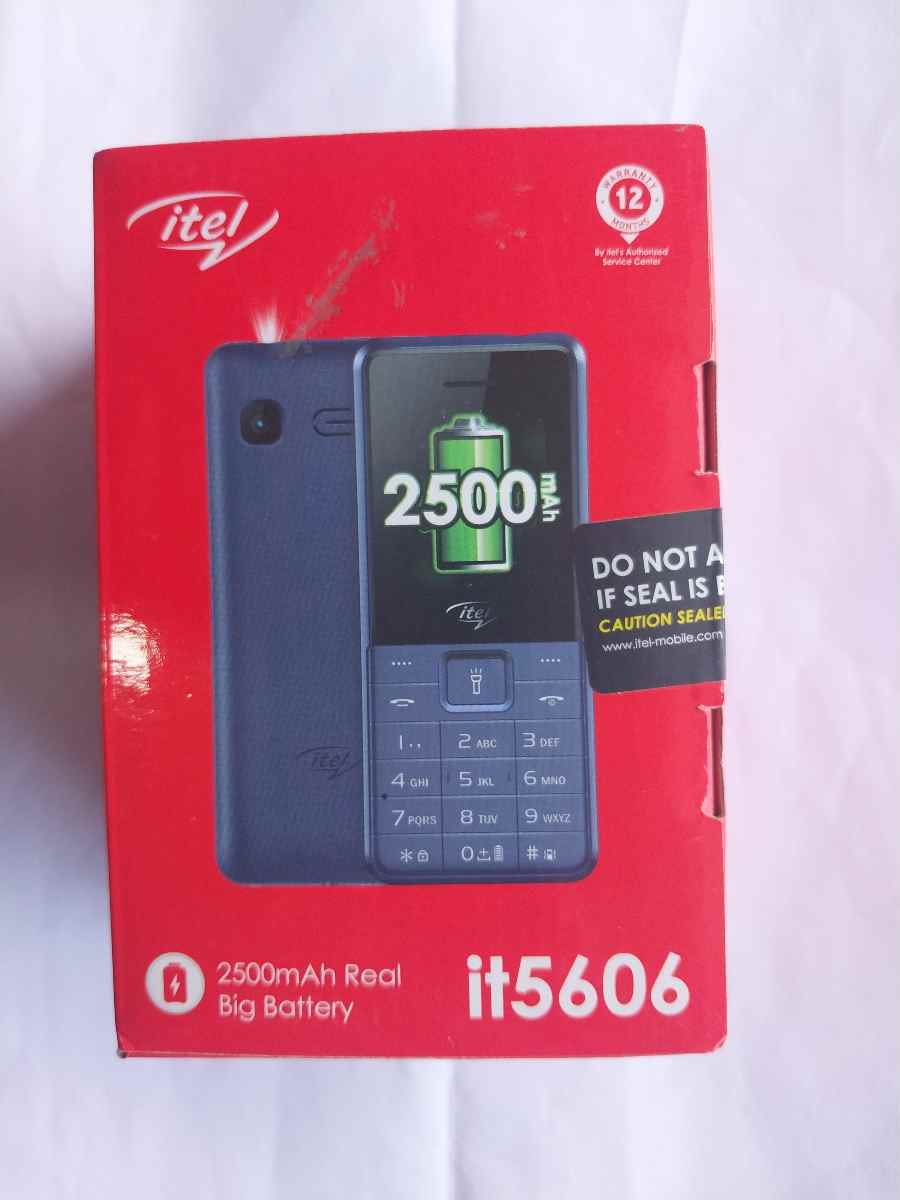 itel
WARRANTY
12
MONTHS
By itel's Authorized
Service Center
2500mAh
itel
DO NOT A
IF SEAL IS B
CAUTION SEALE
www.itel-mobile.com
1 . ,
2 ABC
3 DEF
4 GHI
5 JKL
6 MNO
7 PQRS
8 TUV
9 WXYZ
*
0 +
#
itel
2500mAh Real
Big Battery
it5606